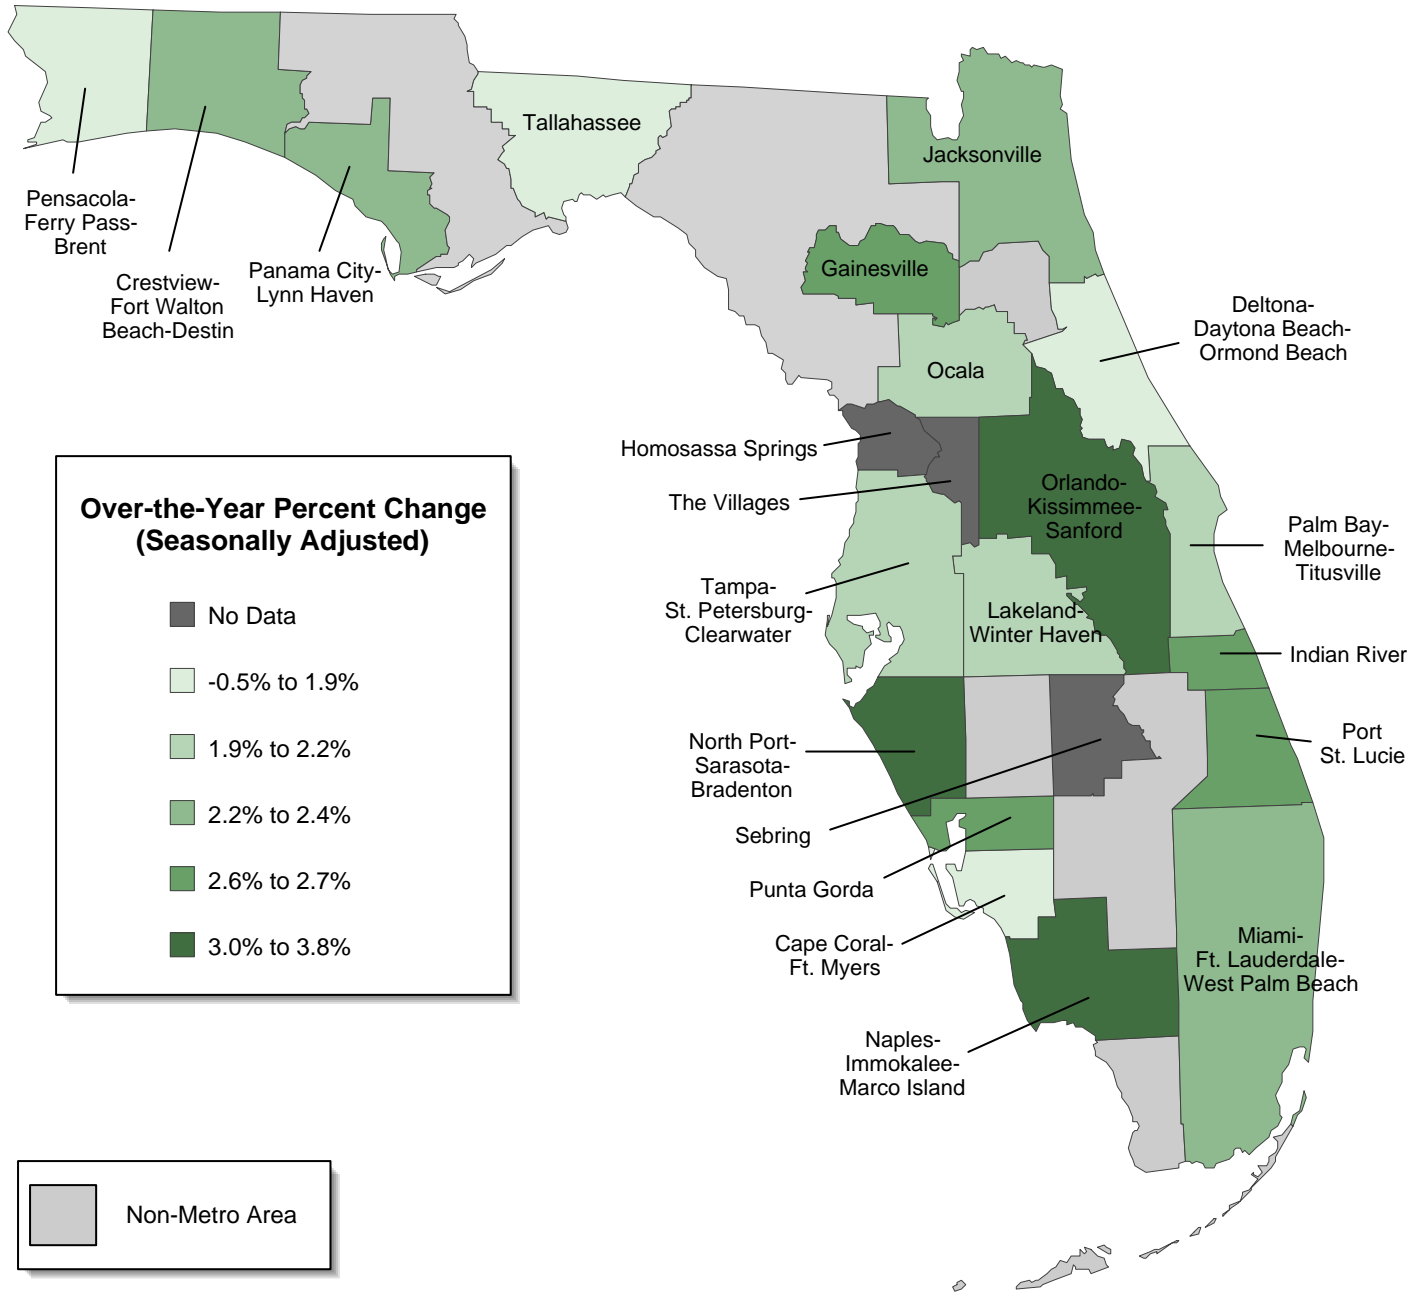 Tallahassee
Jacksonville
Pensacola-
Ferry Pass-
Brent
Crestview-
Fort Walton
Beach-Destin
Panama City-
Lynn Haven
Gainesville
Deltona-
Daytona Beach-
Ormond Beach
Ocala
Homosassa Springs
The Villages
Orlando-
Kissimmee-
Sanford
Palm Bay-
Melbourne-
Titusville
Tampa-
St. Petersburg-
Clearwater
Lakeland-
Winter Haven
Indian River
North Port-
Sarasota-
Bradenton
Port
St. Lucie
Sebring
Punta Gorda
Cape Coral-
Ft. Myers
Miami-
Ft. Lauderdale-
West Palm Beach
Naples-
Immokalee-
Marco Island
Over-the-Year Percent Change
(Seasonally Adjusted)
No Data
-0.5% to 1.9%
1.9% to 2.2%
2.2% to 2.4%
2.6% to 2.7%
3.0% to 3.8%
Non-Metro Area